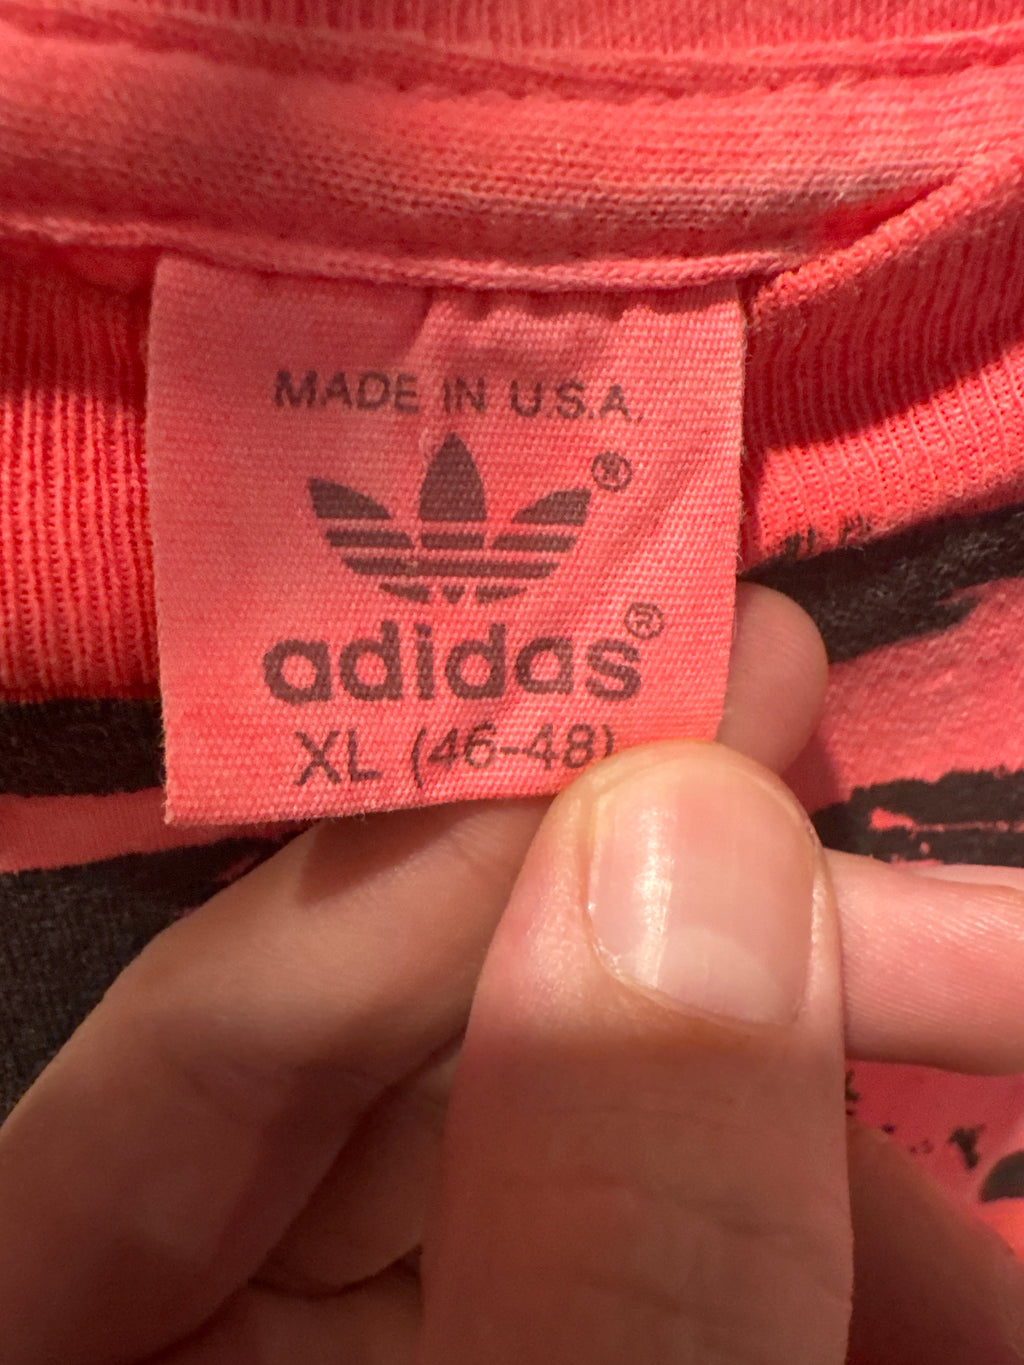 MADE IN U.S.A.
®
adidas®
XL (46-48)